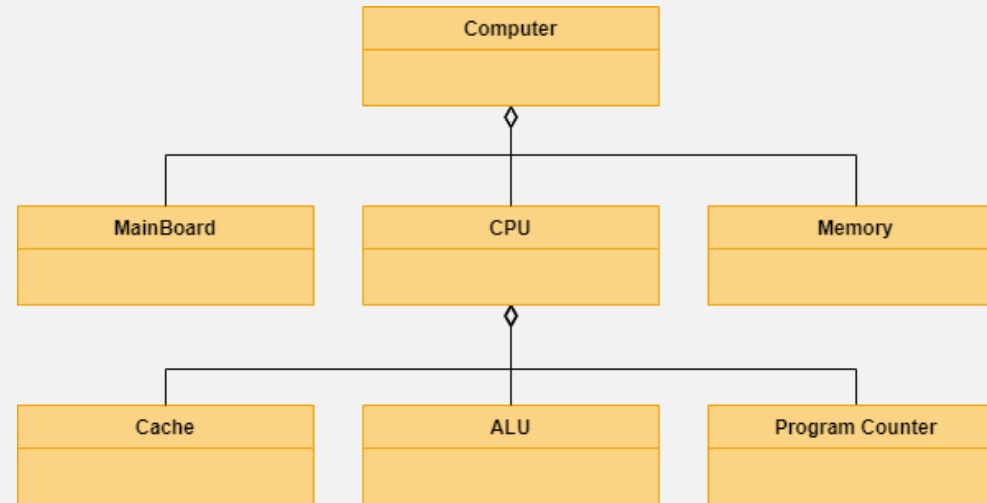 Computer
MainBoard
CPU
Memory
Cache
ALU
Program Counter